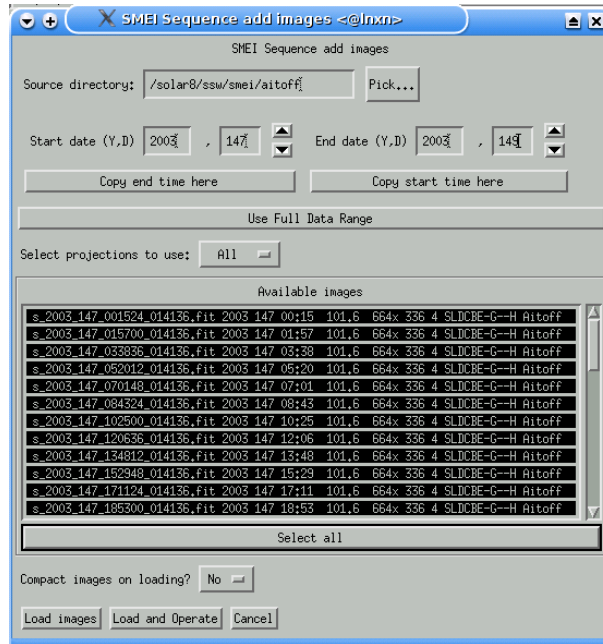 SMEI Sequence add images <@lnxn>
SMEI Sequence add images
Source directory: /solar8/ssw/smei/aitoff Pick...
Start date (Y,D) 2003 , 147 End date (Y,D) 2003 , 149
Copy end time here Copy start time here
Use Full Data Range
Select projections to use: All
Available images
s_2003_147_001524_014136.fit 2003 147 00:15 101.6 664x 336 4 SLDCBE-G--H Aitoff
s_2003_147_015700_014136.fit 2003 147 01:57 101.6 664x 336 4 SLDCBE-G--H Aitoff
s_2003_147_033836_014136.fit 2003 147 03:38 101.6 664x 336 4 SLDCBE-G--H Aitoff
s_2003_147_052012_014136.fit 2003 147 05:20 101.6 664x 336 4 SLDCBE-G--H Aitoff
s_2003_147_070148_014136.fit 2003 147 07:01 101.6 664x 336 4 SLDCBE-G--H Aitoff
s_2003_147_084324_014136.fit 2003 147 08:43 101.6 664x 336 4 SLDCBE-G--H Aitoff
s_2003_147_102500_014136.fit 2003 147 10:25 101.6 664x 336 4 SLDCBE-G--H Aitoff
s_2003_147_120636_014136.fit 2003 147 12:06 101.6 664x 336 4 SLDCBE-G--H Aitoff
s_2003_147_134812_014136.fit 2003 147 13:48 101.6 664x 336 4 SLDCBE-G--H Aitoff
s_2003_147_152948_014136.fit 2003 147 15:29 101.6 664x 336 4 SLDCBE-G--H Aitoff
s_2003_147_171124_014136.fit 2003 147 17:11 101.6 664x 336 4 SLDCBE-G--H Aitoff
s_2003_147_185300_014136.fit 2003 147 18:53 101.6 664x 336 4 SLDCBE-G--H Aitoff
Select all
Compact images on loading? No
Load images Load and Operate Cancel